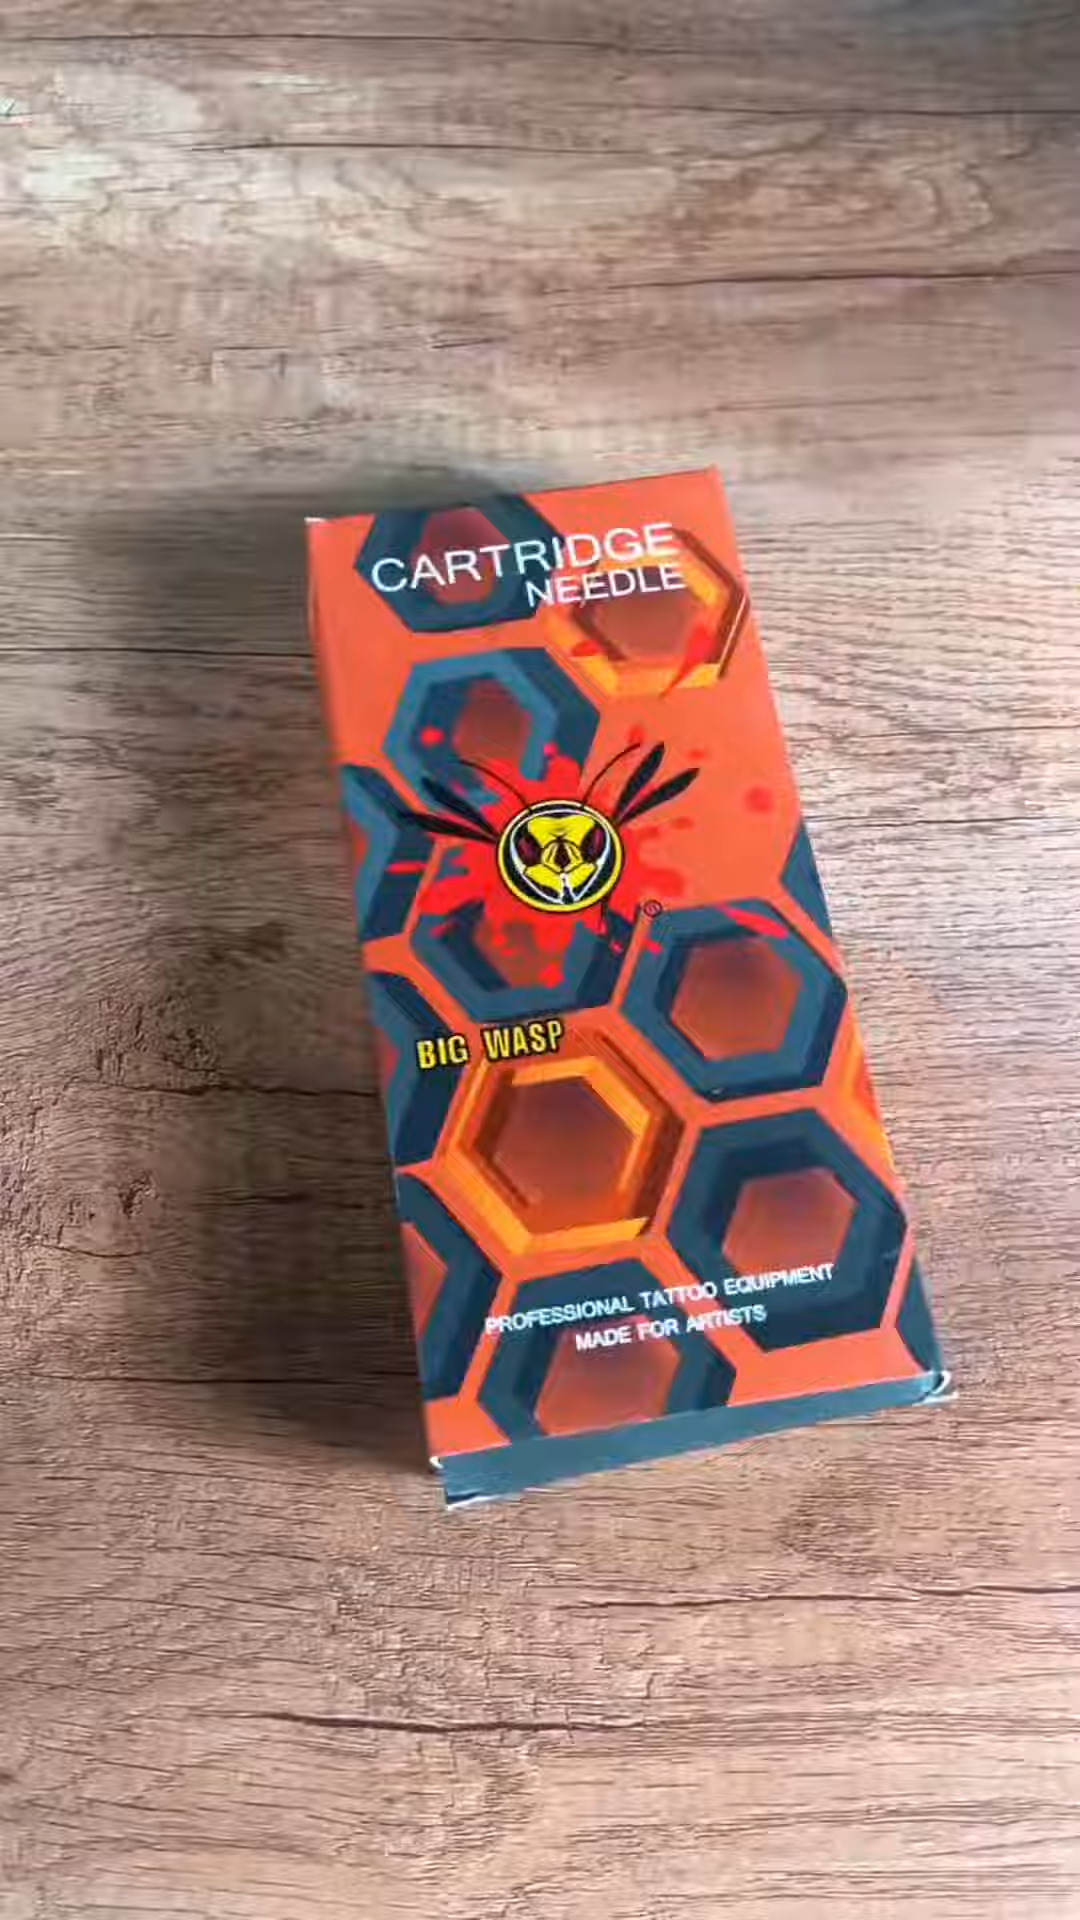 CARTRIDGE
NEEDLE
BIG WASP
PROFESSIONAL TATTOO EQUIPMENT
MADE FOR ARTISTS